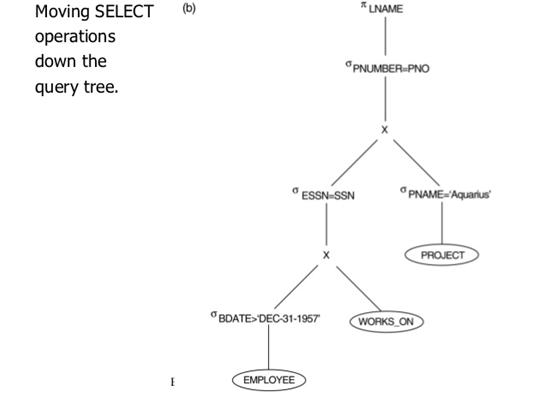 Moving SELECT
operations
down the
query tree.
(b)
π LNAME
σ PNUMBER=PNO
X
σ ESSN=SSN
σ PNAME='Aquarius'
X
PROJECT
σ BDATE>'DEC-31-1957'
WORKS_ON
EMPLOYEE